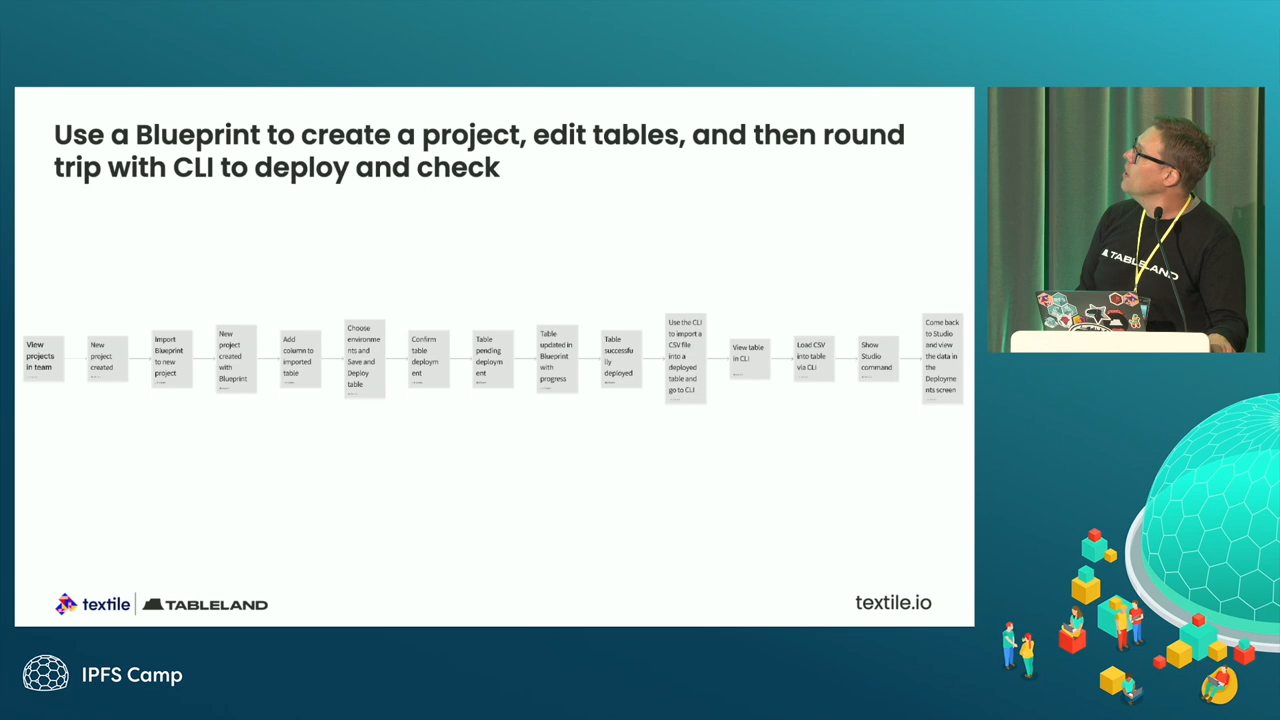 Use a Blueprint to create a project, edit tables, and then round
trip with CLI to deploy and check
View
projects
in team
New
project
created
Import
Blueprint
to new
project
New
project
created
with
Blueprint
Add
column to
imported
table
Choose
environme
nts and
Save and
Deploy
table
Confirm
table
deploym
ent
Table
pending
deploym
ent
Table
updated in
Blueprint
with
progress
Table
successfu
lly
deployed
Use the CLI
to import a
CSV file
into a
deployed
table and
go to CLI
View table
in CLI
Load CSV
into table
via CLI
Show
Studio
command
Come back
to Studio
and view
the data in
the
Deployme
nts screen
textile
TABLELAND
textile.io
TABLELAND
IPFS Camp